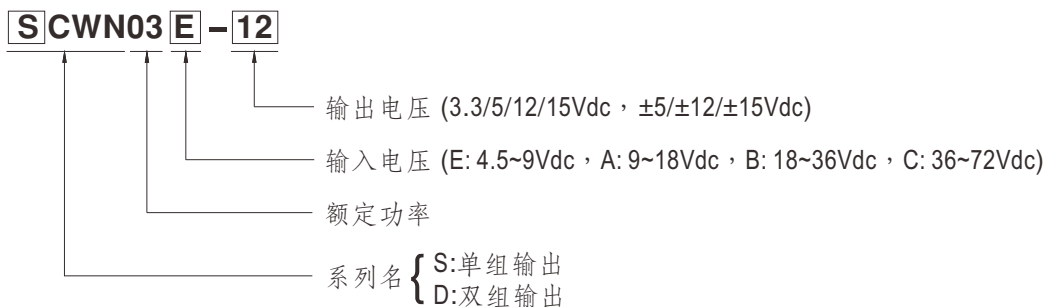 SCWN03E-12
输出电压 (3.3/5/12/15Vdc，±5/±12/±15Vdc)
输入电压 (E: 4.5~9Vdc，A: 9~18Vdc，B: 18~36Vdc，C: 36~72Vdc)
额定功率
系列名{ S:单组输出
D:双组输出